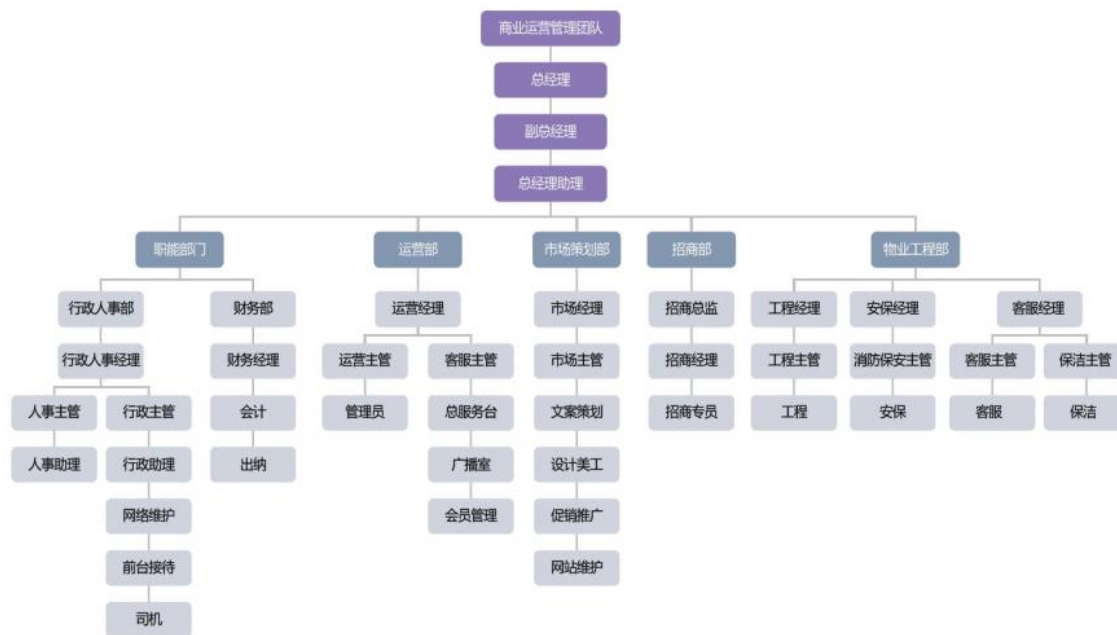 商业运营管理团队
总经理
副总经理
总经理助理
职能部门 运营部 市场策划部 招商部 物业工程部
行政人事部 财务部 运营经理 市场经理 招商总监 工程经理 安保经理 客服经理
行政人事经理 财务经理 运营主管 客服主管 市场主管 招商经理 工程主管 消防保安主管 客服主管 保洁主管
人事主管 行政主管 会计 管理员 总服务台 文案策划 招商专员 工程 安保 客服 保洁
人事助理 行政助理 出纳 广播室 设计美工
网络维护 会员管理 促销推广
前台接待 网站维护
司机